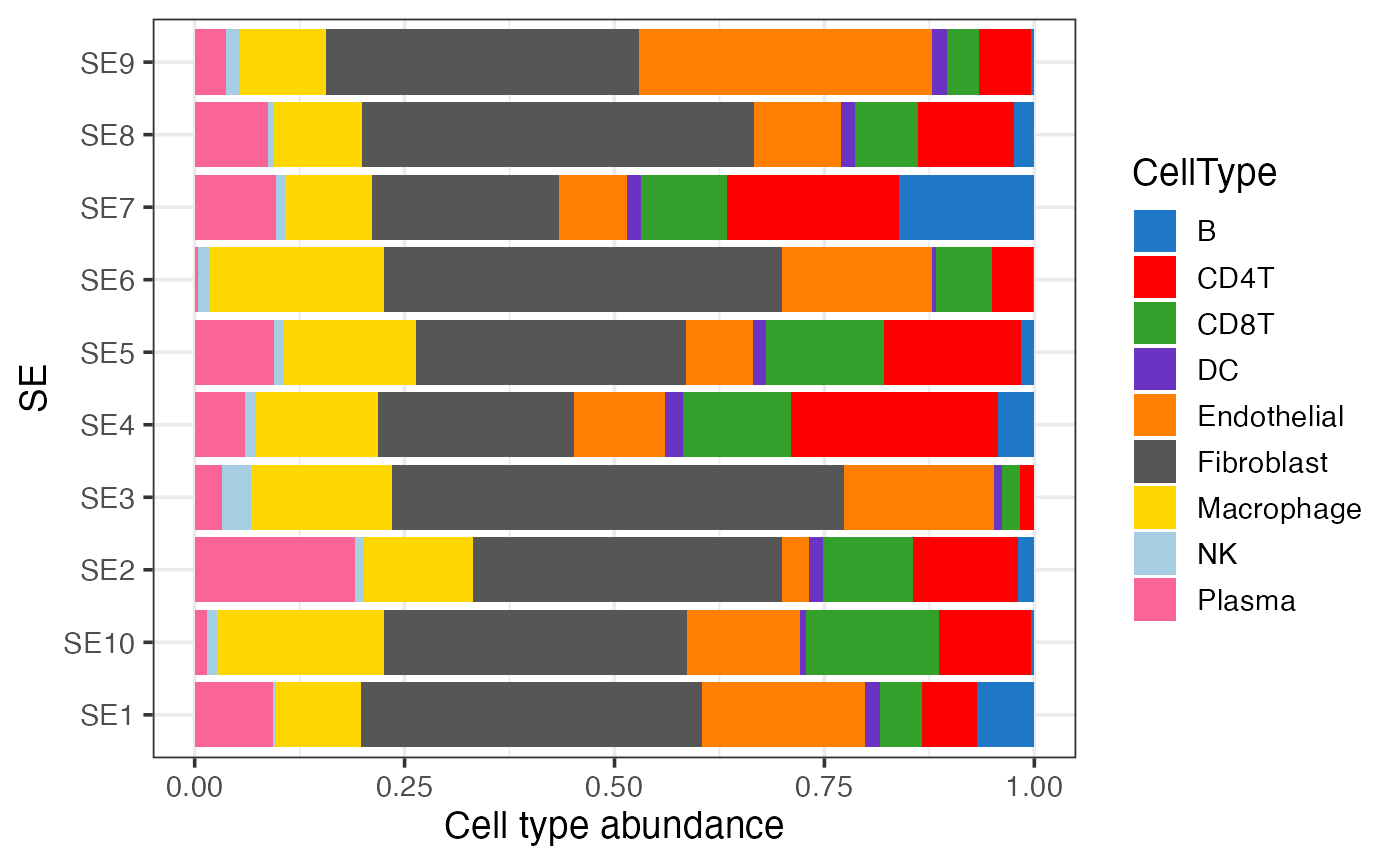 SE9
SE8
SE7
SE6
SE5
SE4
SE3
SE2
SE10
SE1
SE
0.00 0.25 0.50 0.75 1.00
Cell type abundance
CellType
B
CD4T
CD8T
DC
Endothelial
Fibroblast
Macrophage
NK
Plasma